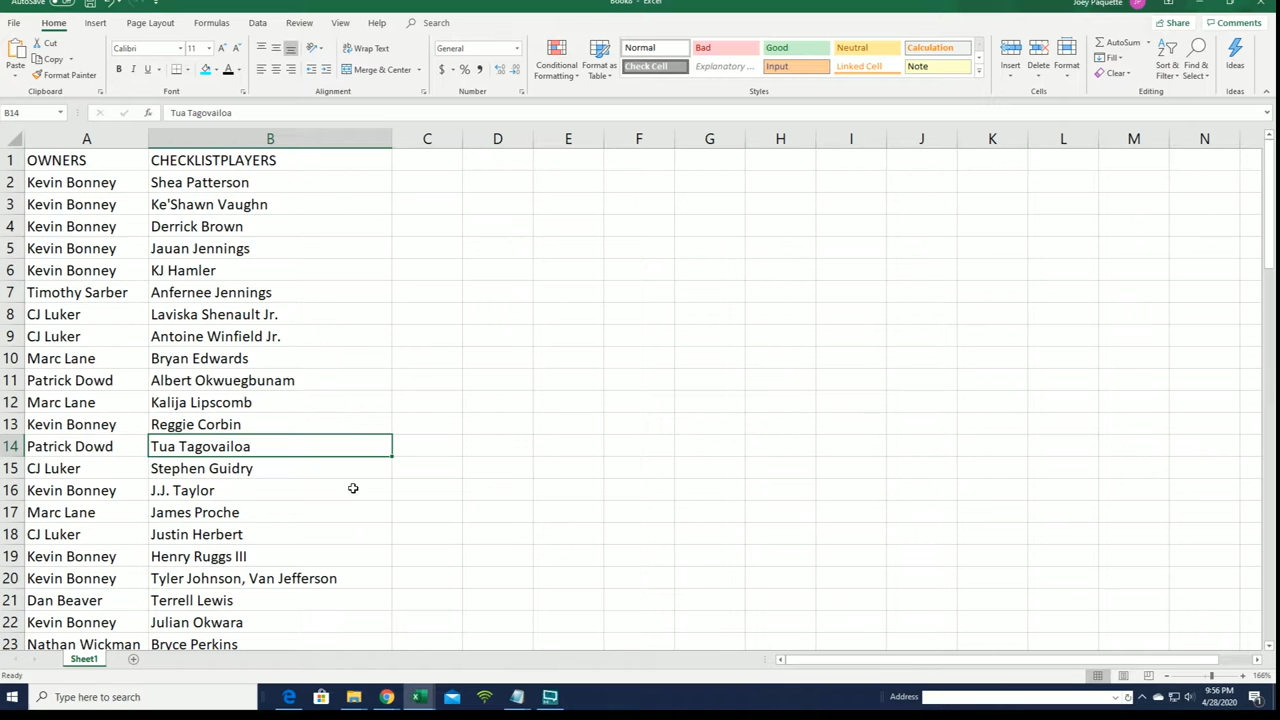 AutoSave Off Book8 - Excel Joey Paquette JP
File Home Insert Page Layout Formulas Data Review View Help Search Share Comments
Paste Cut Copy Format Painter Clipboard
Calibri 11 B I U Font
Wrap Text Merge & Center Alignment
General $ % Number
Conditional Formatting Format as Table
Normal Bad Good Neutral Calculation
Check Cell Explanatory ... Input Linked Cell Note
Styles
Insert Delete Format Cells
AutoSum Fill Clear Sort & Filter Find & Select Editing
Ideas Ideas
B14 fx Tua Tagovailoa
A B C D E F G H I J K L M N
1 OWNERS CHECKLISTPLAYERS
2 Kevin Bonney Shea Patterson
3 Kevin Bonney Ke'Shawn Vaughn
4 Kevin Bonney Derrick Brown
5 Kevin Bonney Jauan Jennings
6 Kevin Bonney KJ Hamler
7 Timothy Sarber Anfernee Jennings
8 CJ Luker Laviska Shenault Jr.
9 CJ Luker Antoine Winfield Jr.
10 Marc Lane Bryan Edwards
11 Patrick Dowd Albert Okwuegbunam
12 Marc Lane Kalija Lipscomb
13 Kevin Bonney Reggie Corbin
14 Patrick Dowd Tua Tagovailoa
15 CJ Luker Stephen Guidry
16 Kevin Bonney J.J. Taylor
17 Marc Lane James Proche
18 CJ Luker Justin Herbert
19 Kevin Bonney Henry Ruggs III
20 Kevin Bonney Tyler Johnson, Van Jefferson
21 Dan Beaver Terrell Lewis
22 Kevin Bonney Julian Okwara
23 Nathan Wickman Bryce Perkins
Sheet1
Ready 166%
Type here to search Address 9:56 PM
4/28/2020